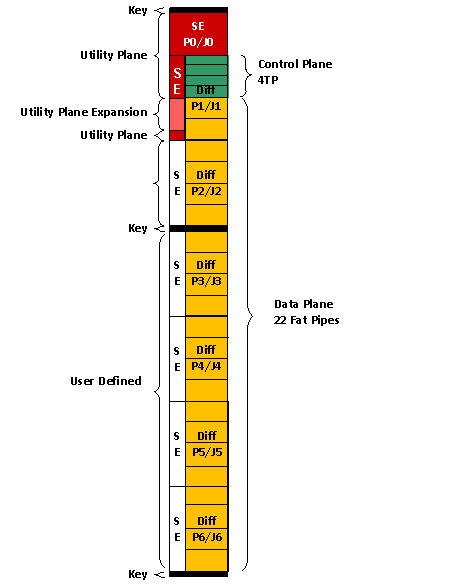 Key
SE
P0/J0
Utility Plane
S
E
Control Plane
4TP
Diff
P1/J1
Utility Plane Expansion
Utility Plane
S
E
Diff
P2/J2
Key
S
E
Diff
P3/J3
Data Plane
22 Fat Pipes
S
E
Diff
P4/J4
User Defined
S
E
Diff
P5/J5
S
E
Diff
P6/J6
Key